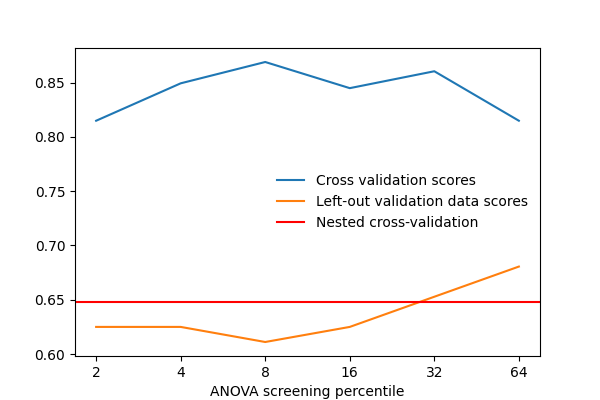 0.85
0.80
0.75
0.70
0.65
0.60
Cross validation scores
Left-out validation data scores
Nested cross-validation
2 4 8 16 32 64
ANOVA screening percentile